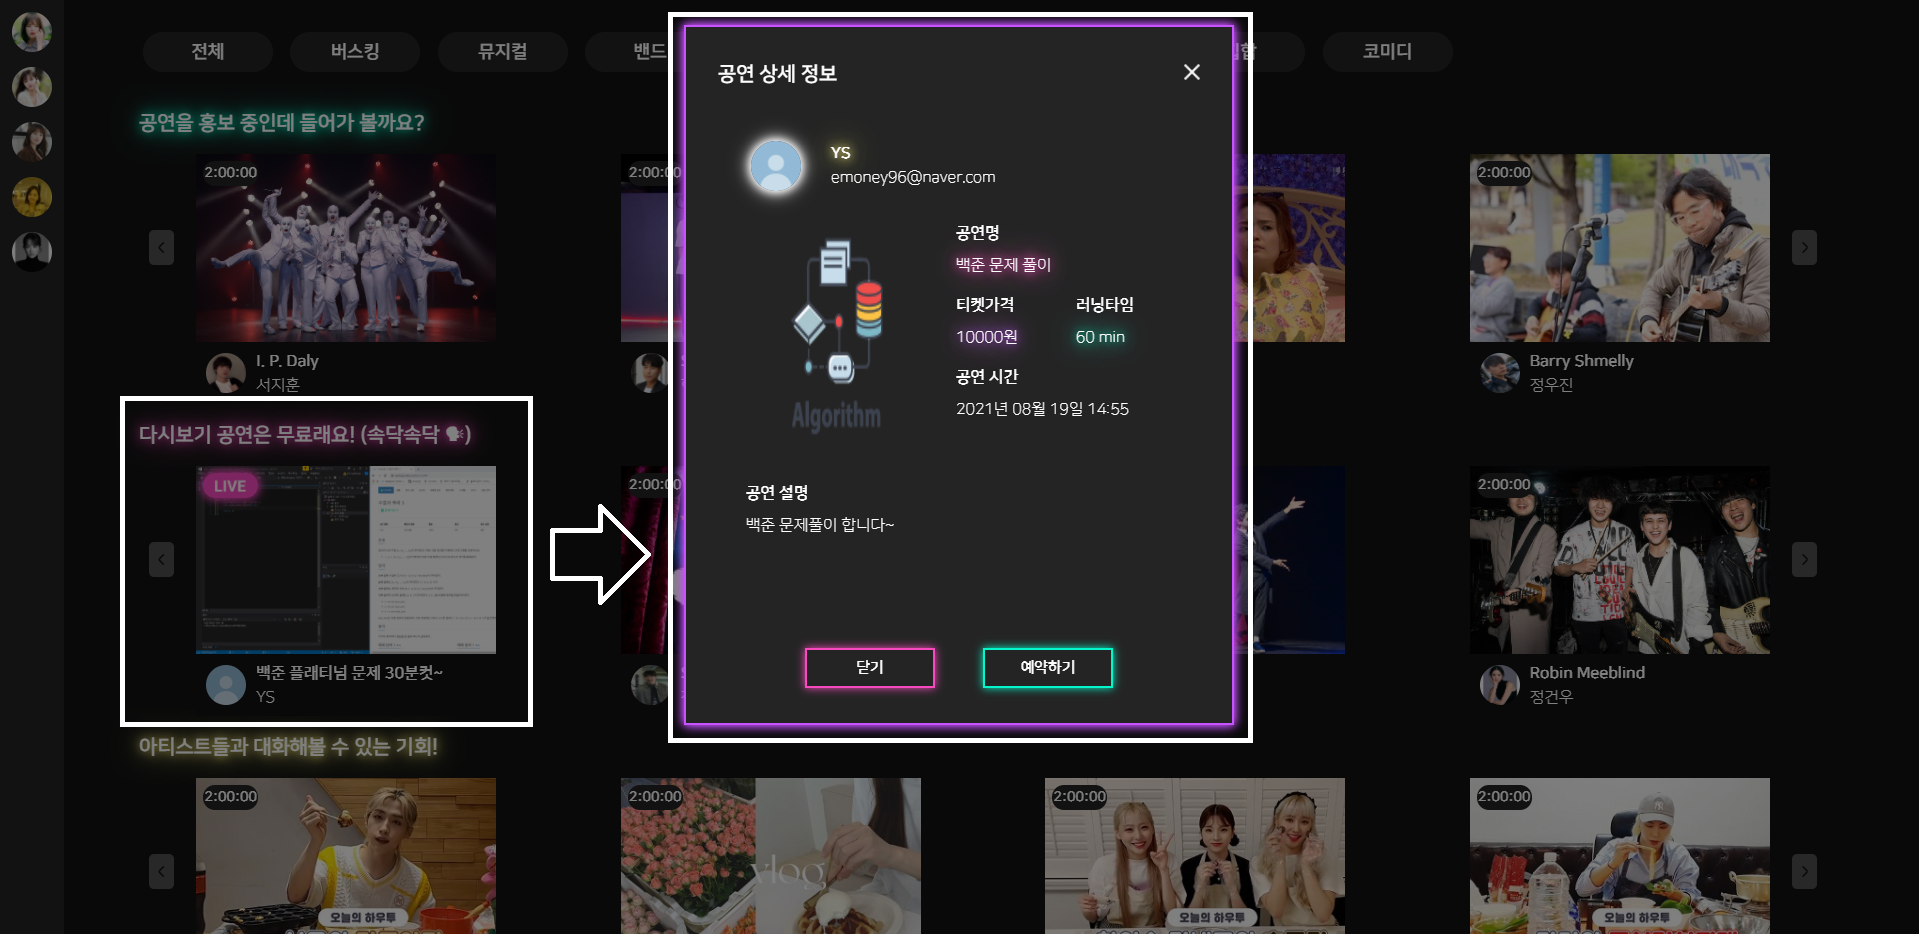 전체
버스킹
뮤지컬
밴드
코미디
공연을 홍보 중인데 들어가 볼까요?
2:00:00
2:00:00
2:00:00
I. P. Daly
서지훈
Barry Shmelly
정우진
다시보기 공연은 무료래요! (속닥속닥 🗣)
LIVE
2:00:00
2:00:00
백준 플래티넘 문제 30분컷~
YS
Robin Meeblind
정건우
아티스트들과 대화해볼 수 있는 기회!
2:00:00
2:00:00
2:00:00
2:00:00
vlog
오늘의 하우투
오늘의 하우투
오늘의 하우투
공연 상세 정보
YS
emoney96@naver.com
Algorithm
공연명
백준 문제 풀이
티켓가격 러닝타임
10000원 60 min
공연 시간
2021년 08월 19일 14:55
공연 설명
백준 문제풀이 합니다~
닫기
예약하기